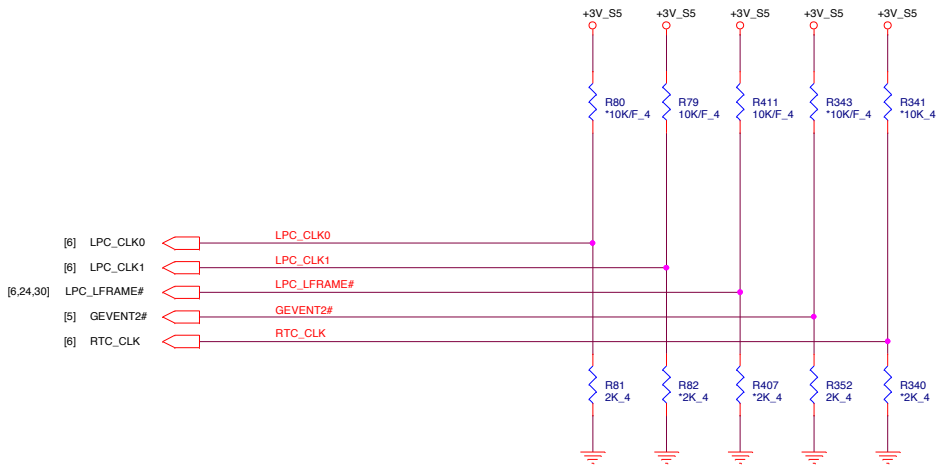 +3V_S5 +3V_S5 +3V_S5 +3V_S5 +3V_S5
R80 R79 R411 R343 R341
*10K/F_4 10K/F_4 10K/F_4 *10K/F_4 *10K_4
[6] LPC_CLK0 LPC_CLK0
[6] LPC_CLK1 LPC_CLK1
[6,24,30] LPC_LFRAME# LPC_LFRAME#
[5] GEVENT2# GEVENT2#
[6] RTC_CLK RTC_CLK
R81 R82 R407 R352 R340
2K_4 *2K_4 *2K_4 2K_4 *2K_4